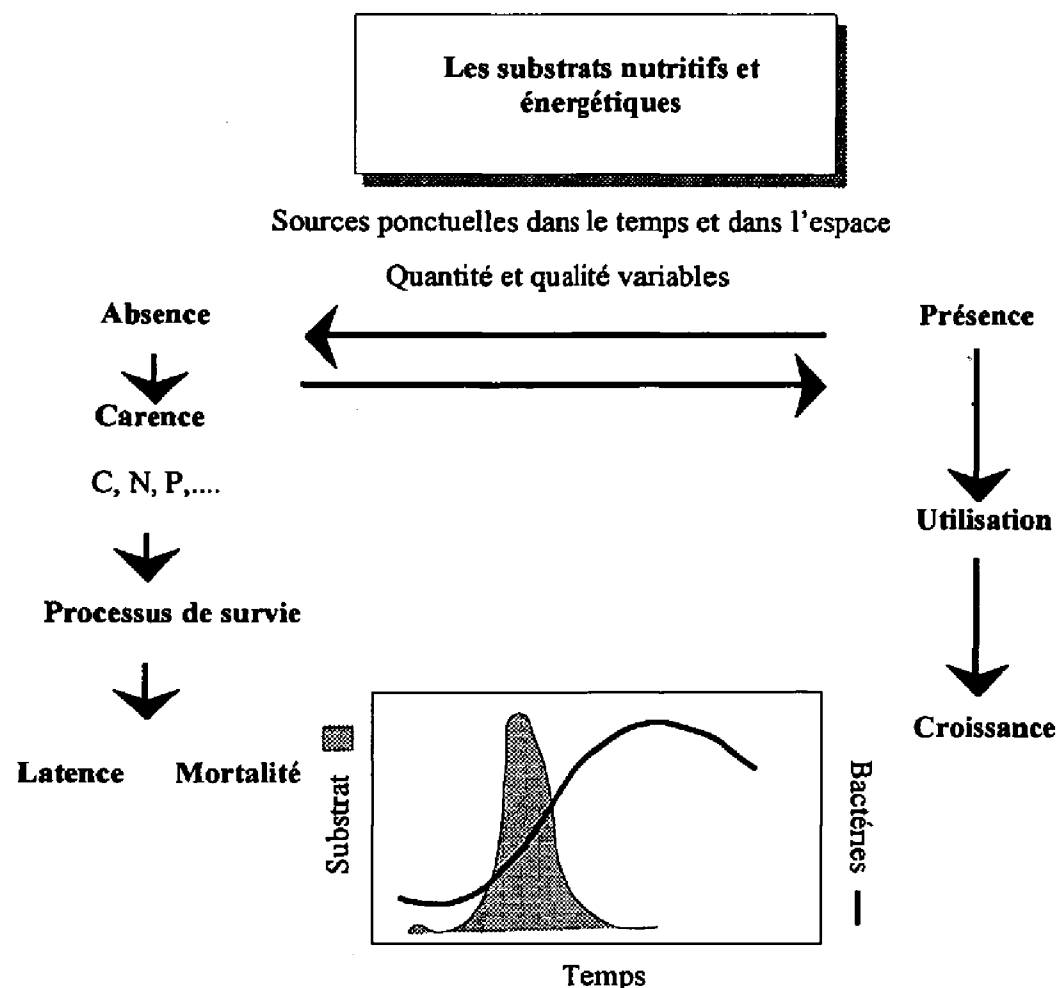 Les substrats nutritifs et
énergétiques
Sources ponctuelles dans le temps et dans l'espace
Quantité et qualité variables
Absence
Présence
Carence
C, N, P,....
Utilisation
Processus de survie
Croissance
Latence
Mortalité
Substrat
Bactéries
Temps